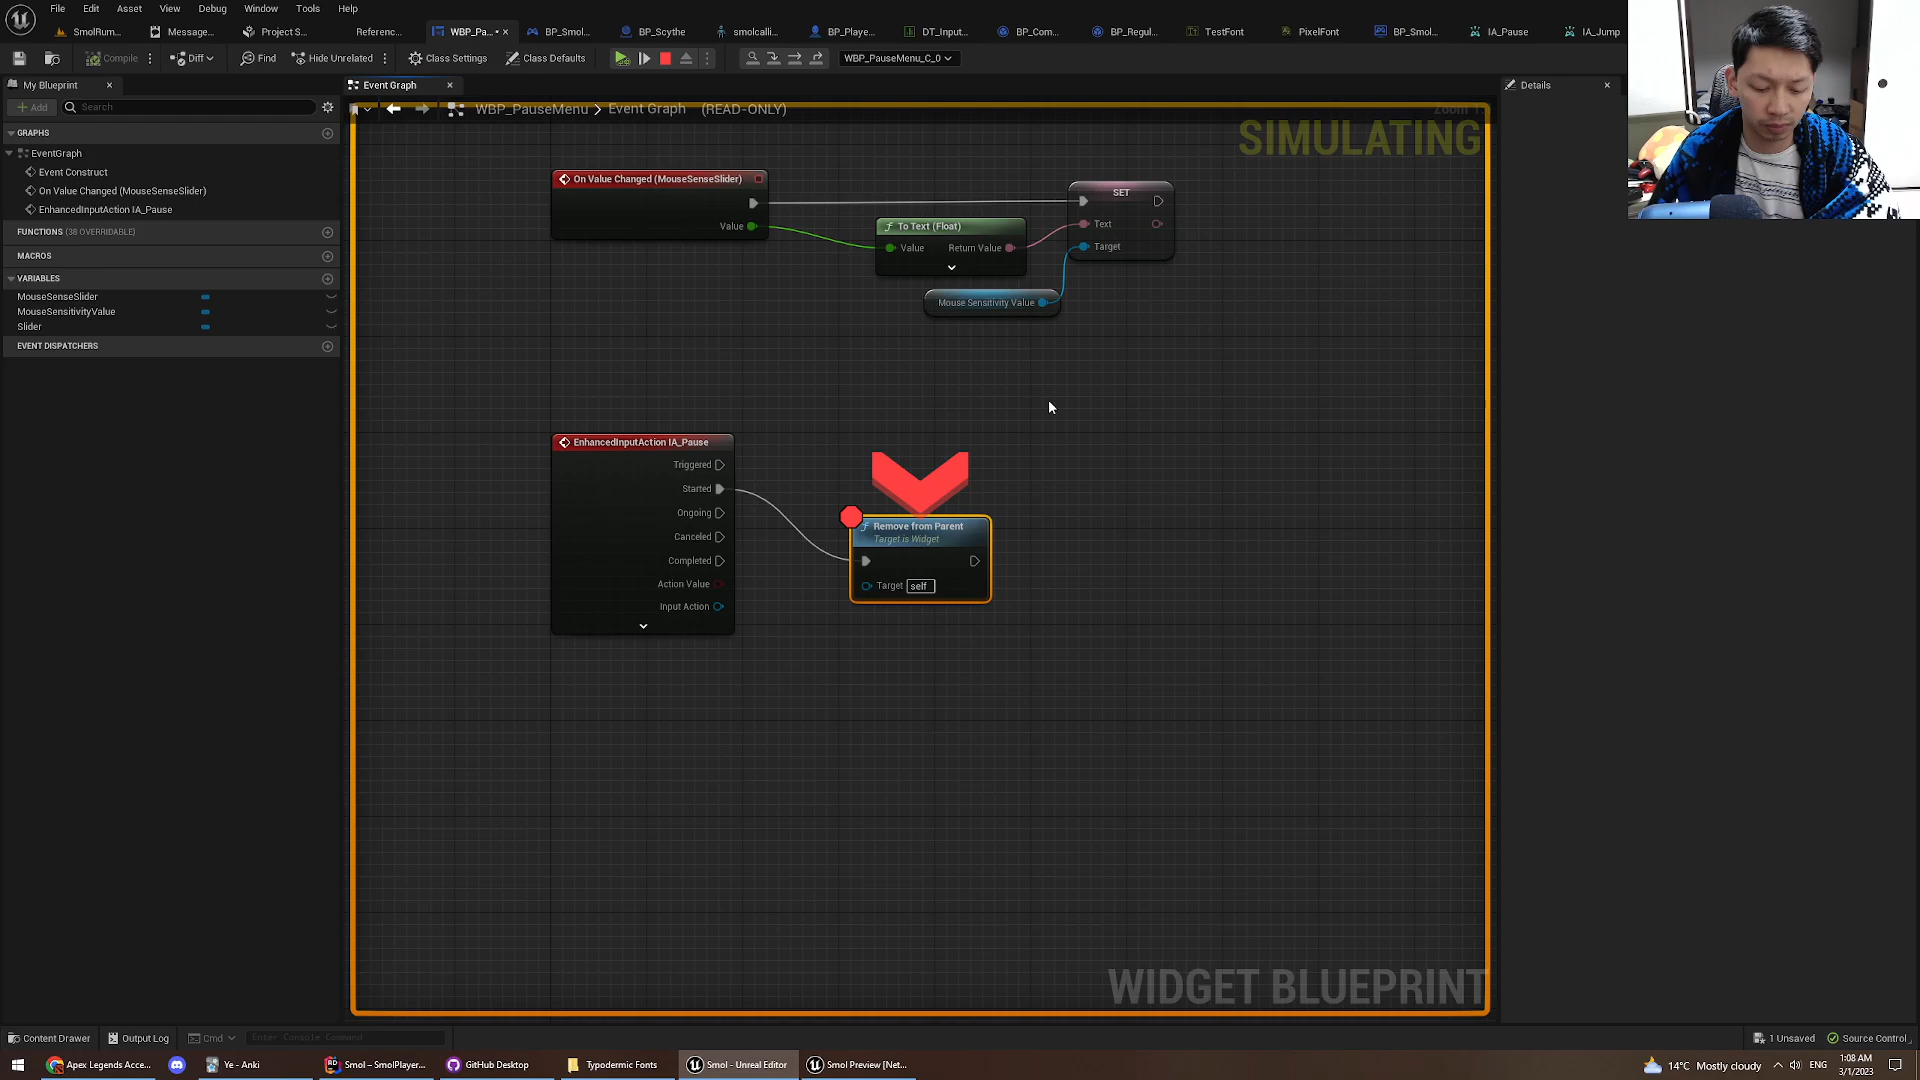 File Edit Asset View Debug Window Tools Help
SmolRum... Message... Project S... Referenc... WBP_Pa... BP_Smol... BP_Scythe smolcalli... BP_Playe... DT_Input... BP_Com... BP_Regul... TestFont PixelFont BP_Smol... IA_Pause IA_Jump
Compile Diff Find Hide Unrelated Class Settings Class Defaults WBP_PauseMenu_C_0
My Blueprint
Event Graph
Details
Add Search
WBP_PauseMenu > Event Graph (READ-ONLY)
SIMULATING
GRAPHS
EventGraph
Event Construct
On Value Changed (MouseSenseSlider)
EnhancedInputAction IA_Pause
FUNCTIONS (38 OVERRIDABLE)
MACROS
VARIABLES
MouseSenseSlider
MouseSensitivityValue
Slider
EVENT DISPATCHERS
On Value Changed (MouseSenseSlider)
Value
To Text (Float)
Value Return Value
Mouse Sensitivity Value
SET
Text
Target
EnhancedInputAction IA_Pause
Triggered
Started
Ongoing
Canceled
Completed
Action Value
Input Action
Remove from Parent
Target is Widget
Target self
WIDGET BLUEPRINT
Content Drawer Output Log Cmd Enter Console Command
1 Unsaved Source Control
Apex Legends Acce... Ye - Anki Smol – SmolPlayer... GitHub Desktop Typodermic Fonts Smol - Unreal Editor Smol Preview [Net...
14°C Mostly cloudy ENG 1:08 AM
3/1/2023